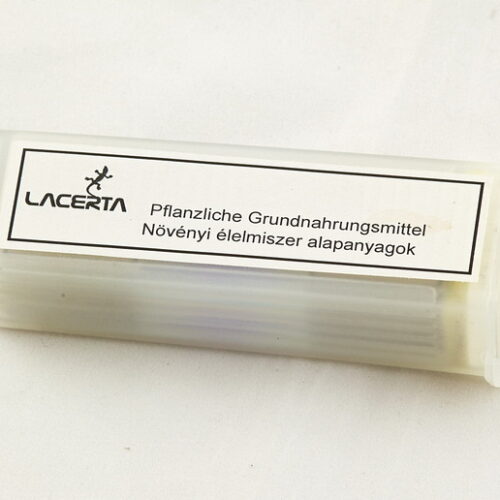 LACERTA
Pflanzliche Grundnahrungsmittel
Növényi élelmiszer alapanyagok